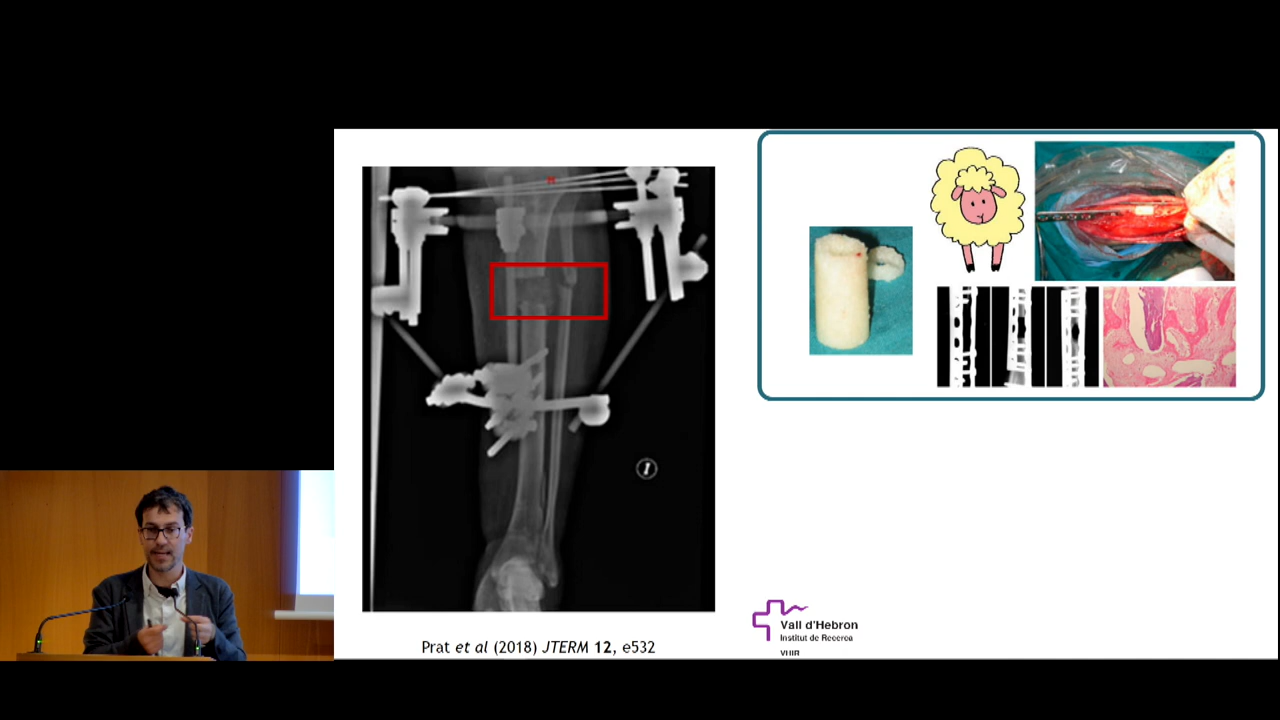 Prat et al (2018) JTERM 12, e532
Vall d'Hebron
Institut de Recerca
VHIR